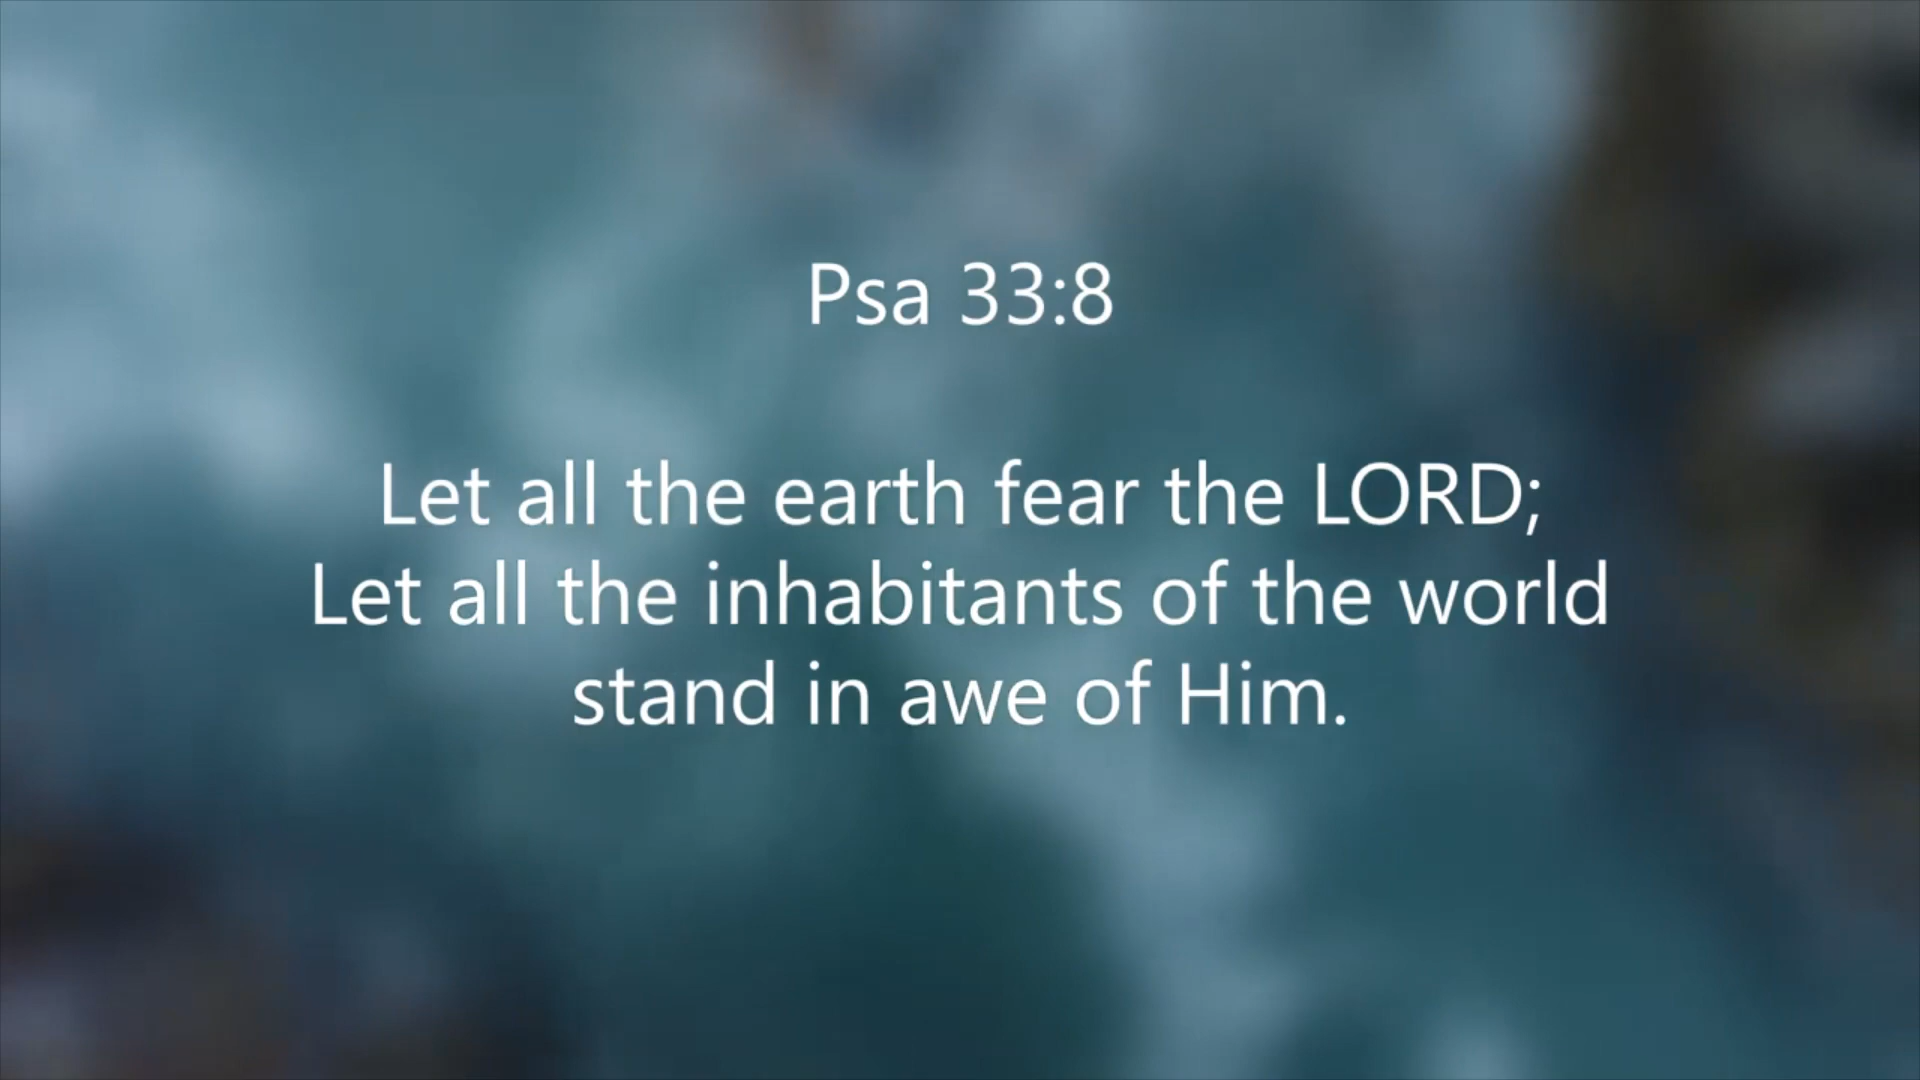 Psa 33:8
Let all the earth fear the LORD;
Let all the inhabitants of the world
stand in awe of Him.